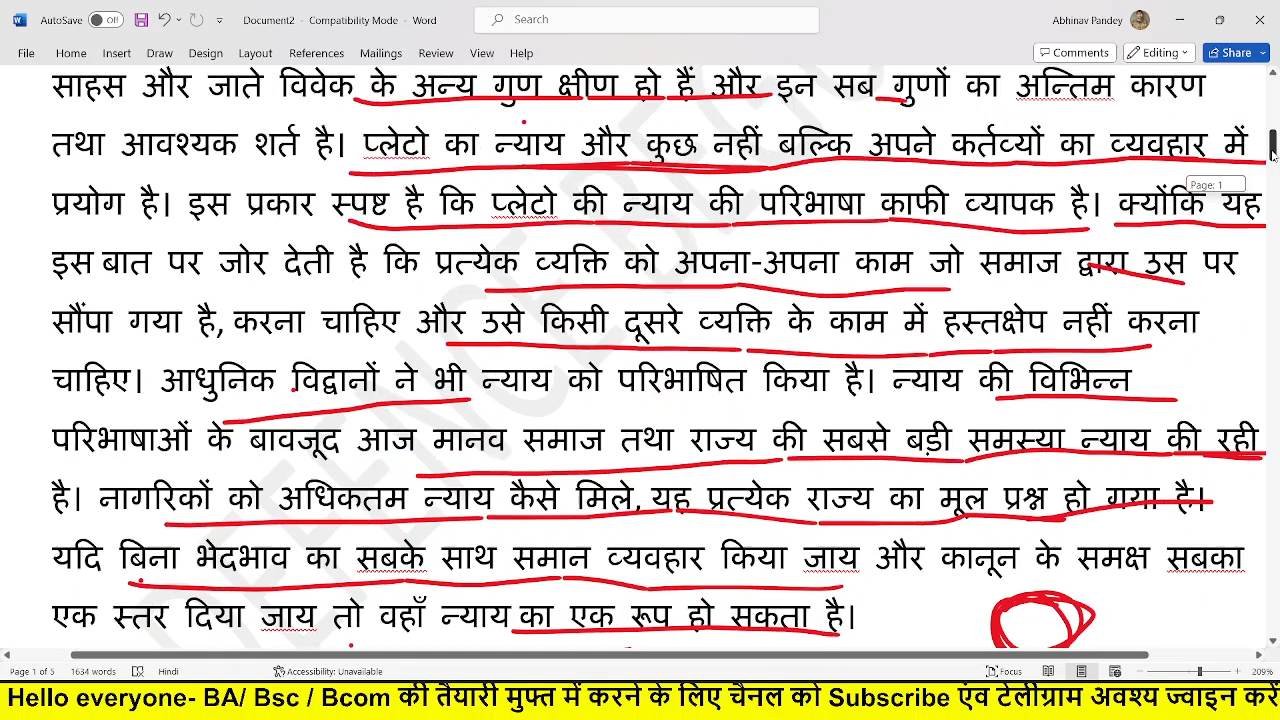 AutoSave Off Document2 - Compatibility Mode - Word Search Abhinav Pandey
File Home Insert Draw Design Layout References Mailings Review View Help Comments Editing Share
साहस और जाते विवेक के अन्य गुण क्षीण हो हैं और इन सब गुणों का अन्तिम कारण
तथा आवश्यक शर्त है। प्लेटो का न्याय और कुछ नहीं बल्कि अपने कर्तव्यों का व्यवहार में
Page: 1
प्रयोग है। इस प्रकार स्पष्ट है कि प्लेटो की न्याय की परिभाषा काफी व्यापक है। क्योंकि यह
इस बात पर जोर देती है कि प्रत्येक व्यक्ति को अपना-अपना काम जो समाज द्वारा उस पर
सौंपा गया है, करना चाहिए और उसे किसी दूसरे व्यक्ति के काम में हस्तक्षेप नहीं करना
चाहिए। आधुनिक विद्वानों ने भी न्याय को परिभाषित किया है। न्याय की विभिन्न
परिभाषाओं के बावजूद आज मानव समाज तथा राज्य की सबसे बड़ी समस्या न्याय की रही
है। नागरिकों को अधिकतम न्याय कैसे मिले, यह प्रत्येक राज्य का मूल प्रश्न हो गया है।
यदि बिना भेदभाव का सबके साथ समान व्यवहार किया जाय और कानून के समक्ष सबका
एक स्तर दिया जाय तो वहाँ न्याय का एक रूप हो सकता है।
Page 1 of 5 1634 words Hindi Accessibility: Unavailable Focus 209%
Hello everyone- BA/ Bsc / Bcom की तैयारी मुफ्त में करने के लिए चैनल को Subscribe एंव टेलीग्राम अवश्य ज्वाइन करें